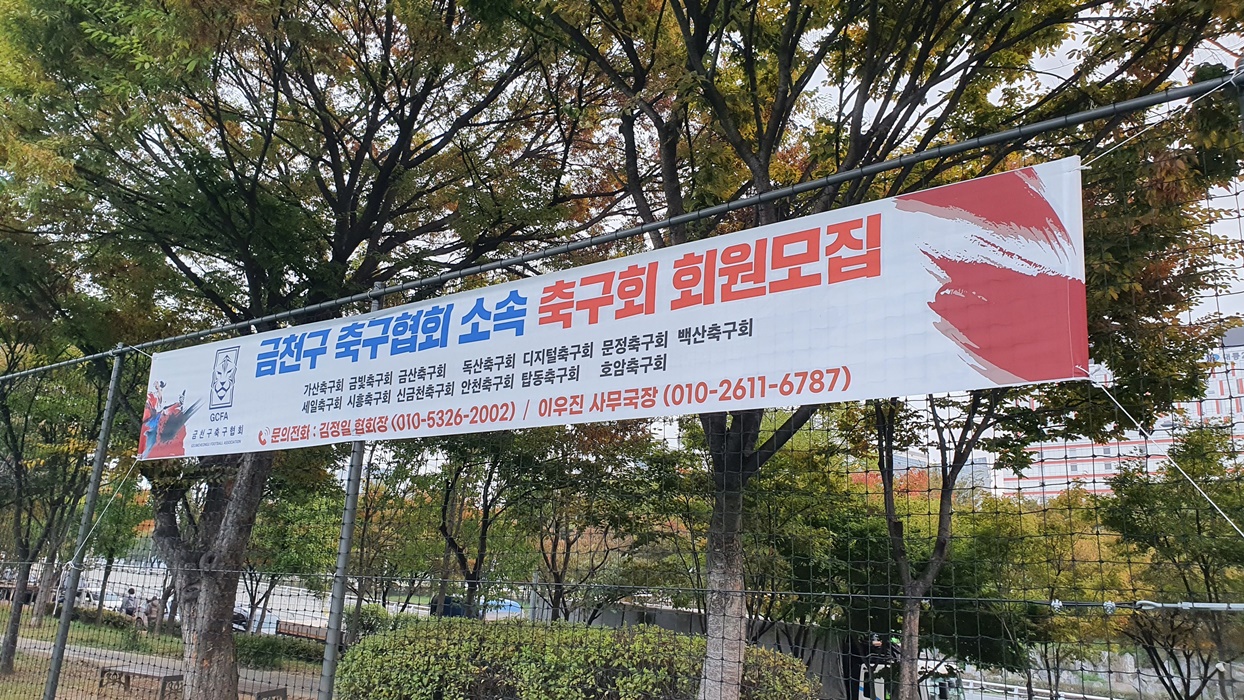 금천구 축구협회 소속 축구회 회원모집
가산축구회 금빛축구회 금산축구회 독산축구회 디지털축구회 문정축구회 백산축구회
세일축구회 시흥축구회 신금천축구회 안천축구회 탑동축구회 호암축구회
문의전화 : 김정일 협회장 (010-5326-2002) / 이우진 사무국장 (010-2611-6787)
GCFA
금천구축구협회